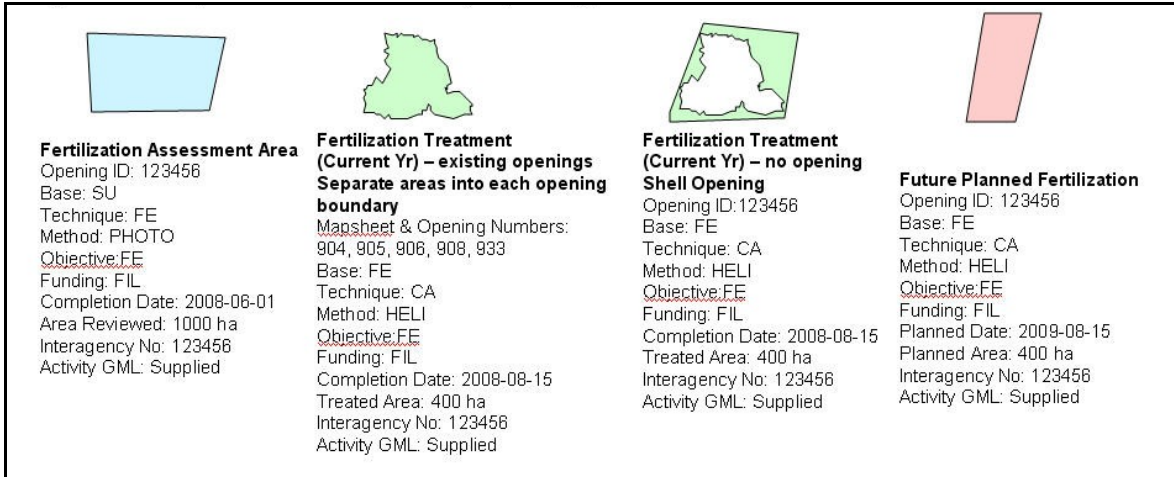 Fertilization Assessment Area
Opening ID: 123456
Base: SU
Technique: FE
Method: PHOTO
Objective:FE
Funding: FIL
Completion Date: 2008-06-01
Area Reviewed: 1000 ha
Interagency No: 123456
Activity GML: Supplied
Fertilization Treatment
(Current Yr) – existing openings
Separate areas into each opening
boundary
Mapsheet & Opening Numbers:
904, 905, 906, 908, 933
Base: FE
Technique: CA
Method: HELI
Objective:FE
Funding: FIL
Completion Date: 2008-08-15
Treated Area: 400 ha
Interagency No: 123456
Activity GML: Supplied
Fertilization Treatment
(Current Yr) – no opening
Shell Opening
Opening ID:123456
Base: FE
Technique: CA
Method: HELI
Objective:FE
Funding: FIL
Completion Date: 2008-08-15
Treated Area: 400 ha
Interagency No: 123456
Activity GML: Supplied
Future Planned Fertilization
Opening ID: 123456
Base: FE
Technique: CA
Method: HELI
Objective:FE
Funding: FIL
Planned Date: 2009-08-15
Planned Area: 400 ha
Interagency No: 123456
Activity GML: Supplied